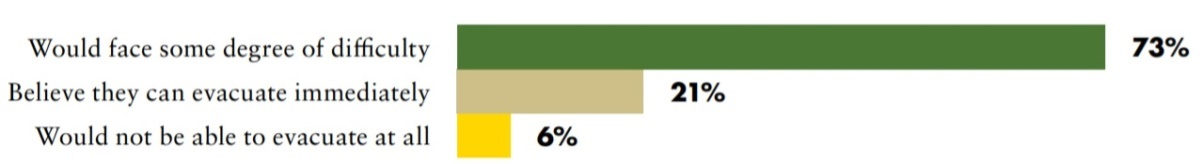 Would face some degree of difficulty 73%
Believe they can evacuate immediately 21%
Would not be able to evacuate at all 6%